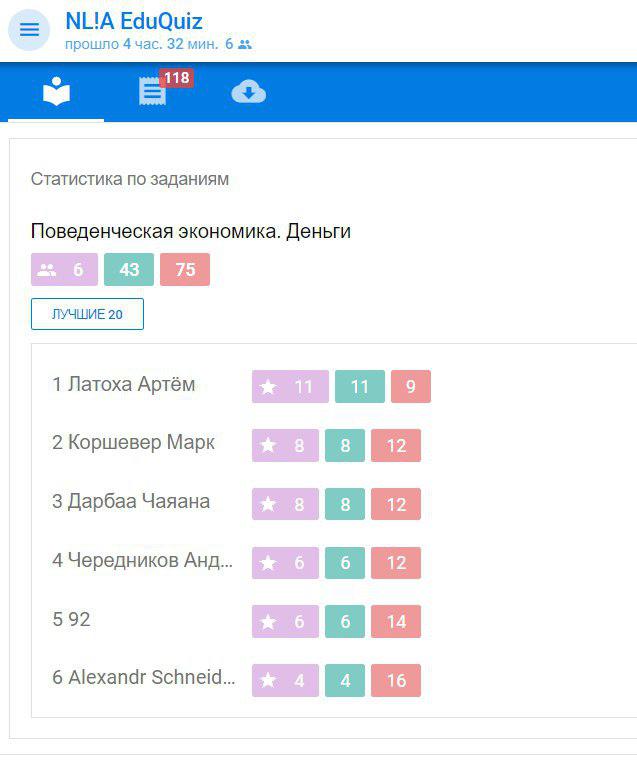 NL!A EduQuiz
прошло 4 час. 32 мин. 6
118
Статистика по заданиям
Поведенческая экономика. Деньги
6 43 75
ЛУЧШИЕ 20
1 Латоха Артём 11 11 9
2 Коршевер Марк 8 8 12
3 Дарбаа Чаяана 8 8 12
4 Чередников Анд... 6 6 12
5 92 6 6 14
6 Alexandr Schneid... 4 4 16